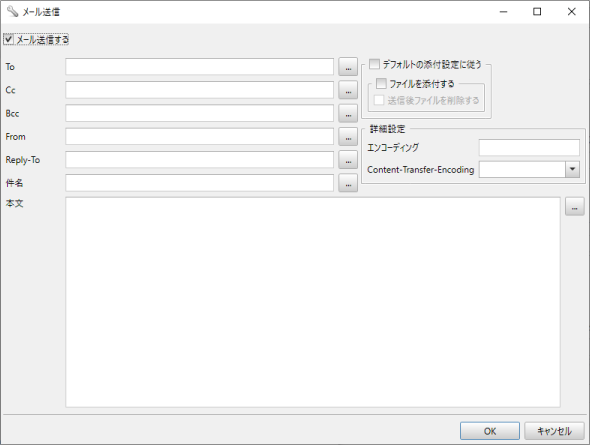 メール送信
メール送信する
To
...
デフォルトの添付設定に従う
Cc
...
ファイルを添付する
送信後ファイルを削除する
Bcc
...
詳細設定
From
...
エンコーディング
Reply-To
...
Content-Transfer-Encoding
件名
...
本文
...
OK
キャンセル